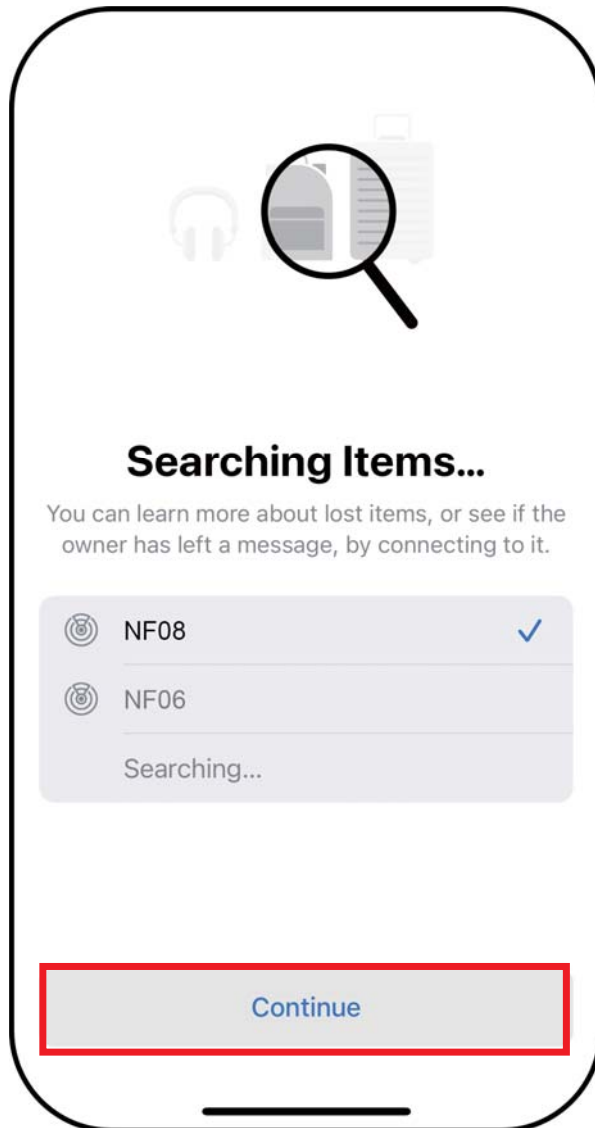 Searching Items...
You can learn more about lost items, or see if the
owner has left a message, by connecting to it.
NF08
NF06
Searching...
Continue